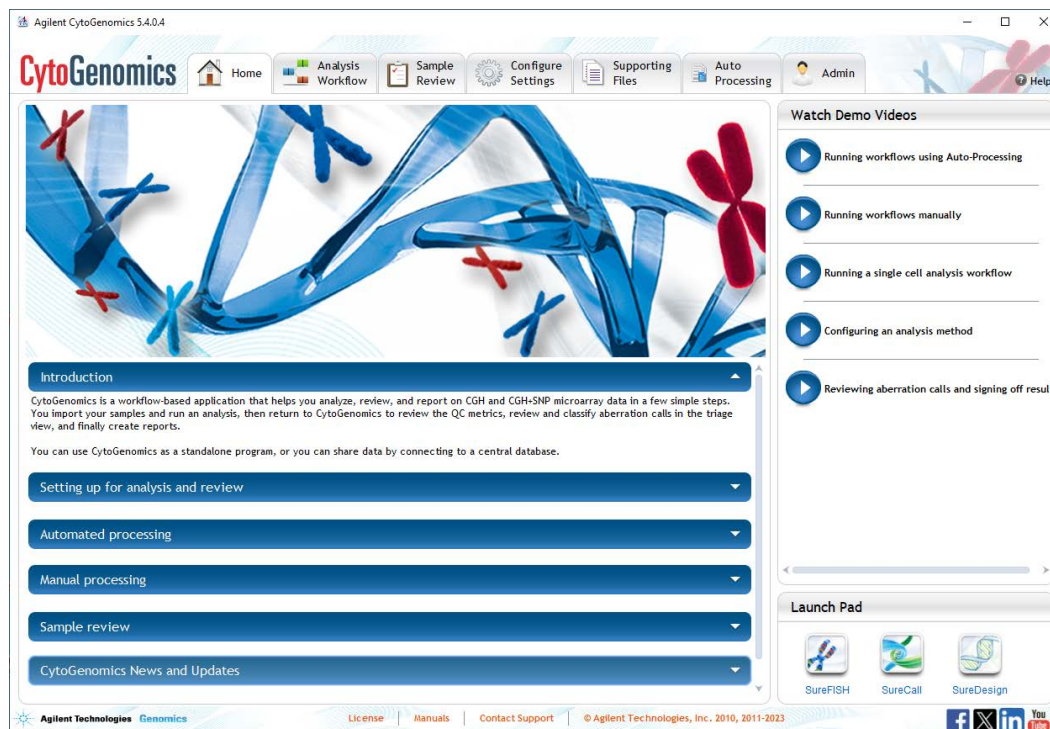 Agilent CytoGenomics 5.4.0.4
CytoGenomics
Home
Analysis
Workflow
Sample
Review
Configure
Settings
Supporting
Files
Auto
Processing
Admin
Help
Watch Demo Videos
Running workflows using Auto-Processing
Running workflows manually
Running a single cell analysis workflow
Configuring an analysis method
Reviewing aberration calls and signing off resul
Introduction
CytoGenomics is a workflow-based application that helps you analyze, review, and report on CGH and CGH+SNP microarray data in a few simple steps.
You import your samples and run an analysis, then return to CytoGenomics to review the QC metrics, review and classify aberration calls in the triage
view, and finally create reports.
You can use CytoGenomics as a standalone program, or you can share data by connecting to a central database.
Setting up for analysis and review
Automated processing
Manual processing
Sample review
CytoGenomics News and Updates
Launch Pad
SureFISH
SureCall
SureDesign
Agilent Technologies Genomics
License
Manuals
Contact Support
© Agilent Technologies, Inc. 2010, 2011-2023
f
X
in
You
Tube